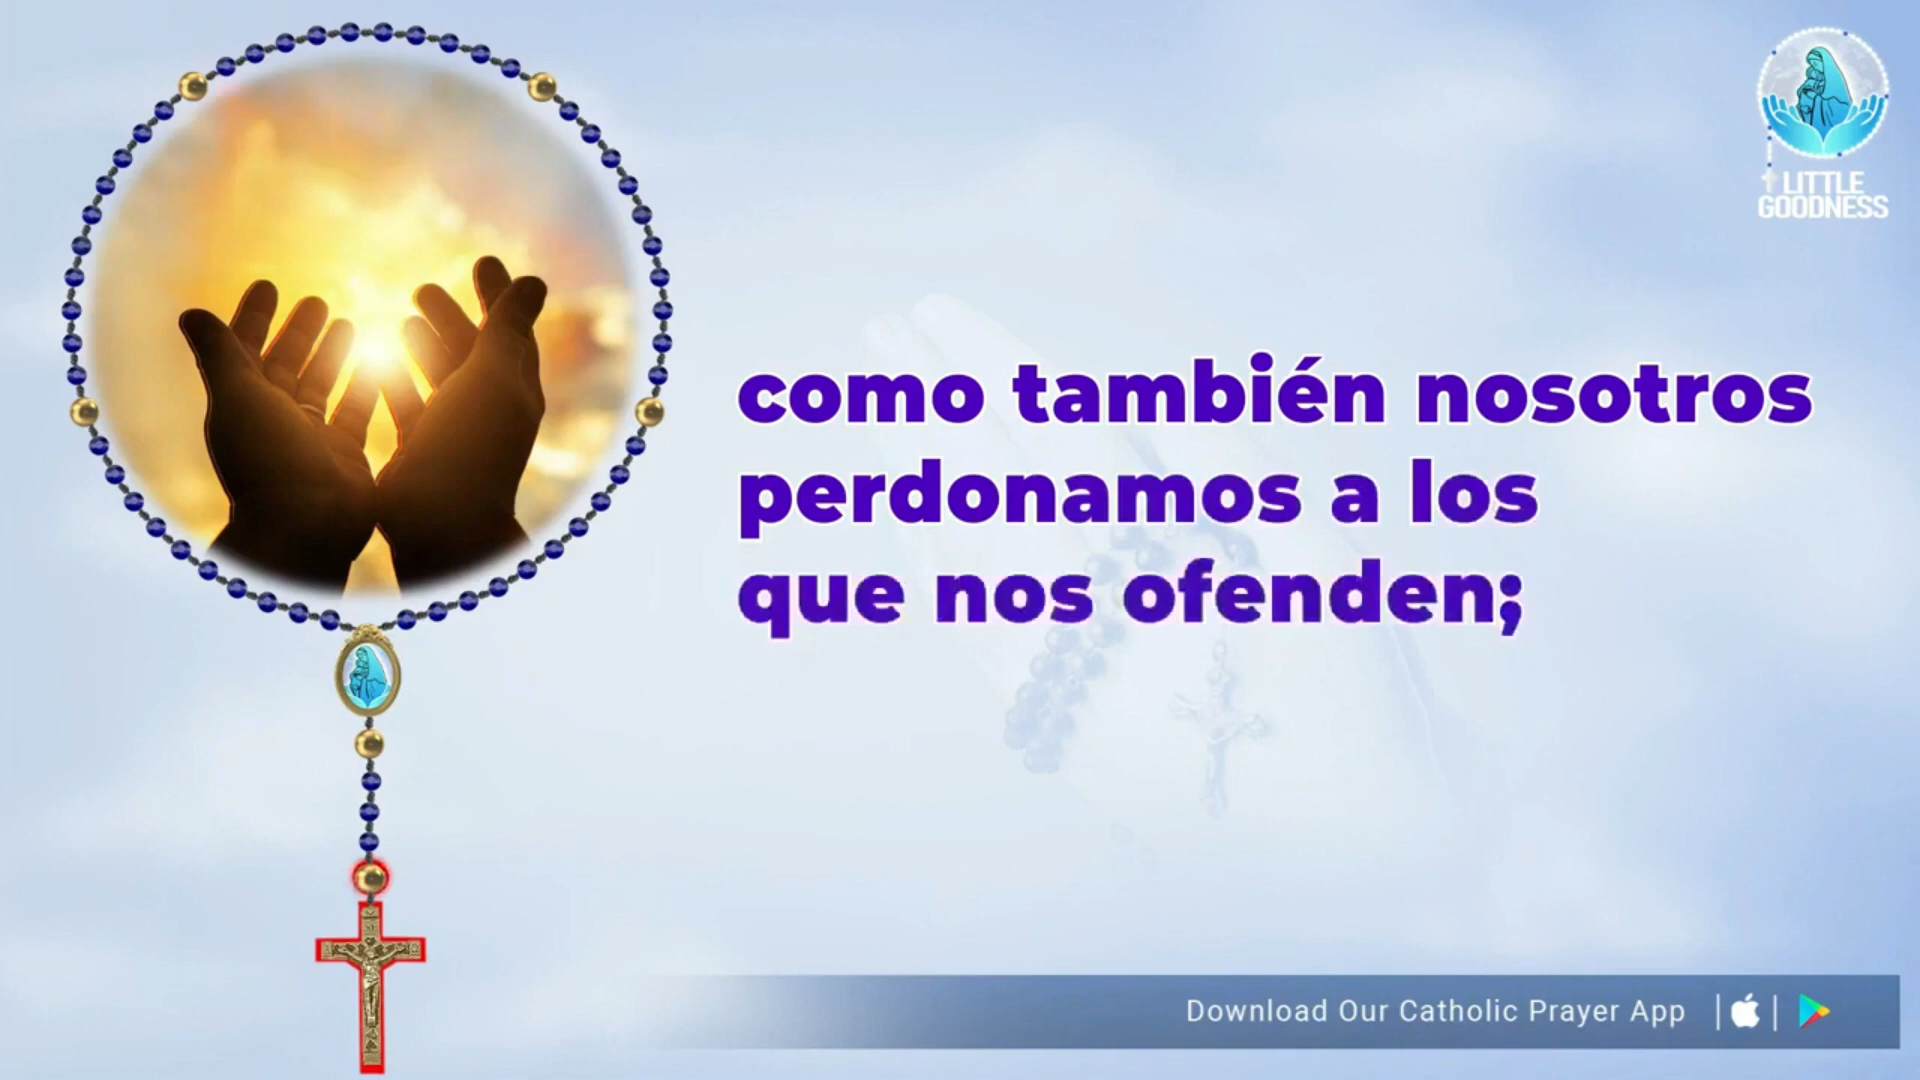 LITTLE
GOODNESS
como también nosotros
perdonamos a los
que nos ofenden;
Download Our Catholic Prayer App